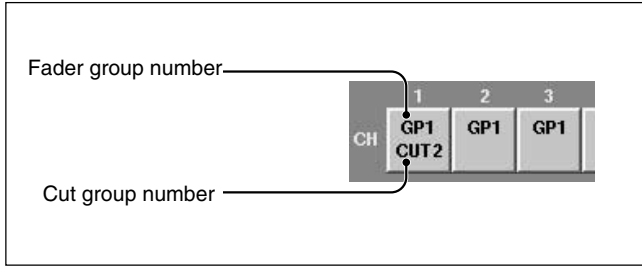 Fader group number
1 2 3
CH GP1 GP1 GP1
CUT2
Cut group number